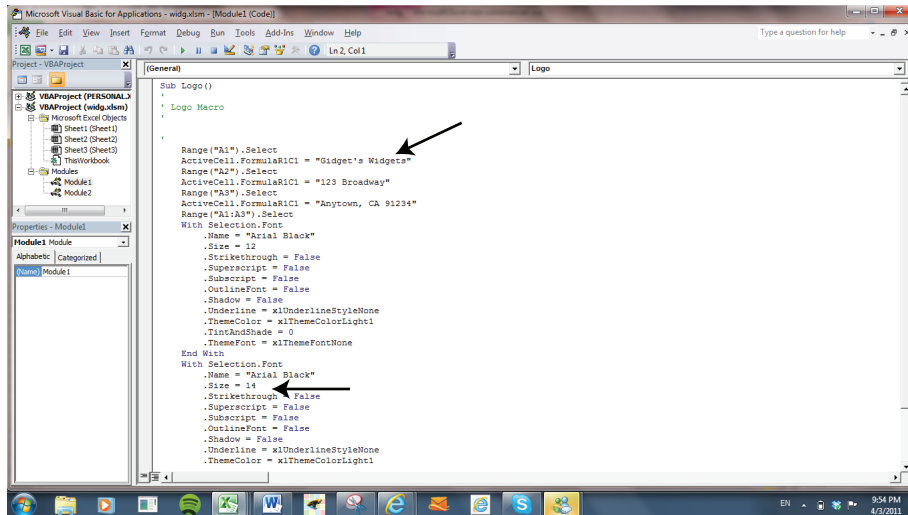 Microsoft Visual Basic for Applications - widg.xlsm - [Module1 (Code)]
File Edit View Insert Format Debug Run Tools Add-Ins Window Help
Type a question for help
Ln 2, Col 1
Project - VBAProject
(General)
Logo
VBAProject (PERSONAL.X
VBAProject (widg.xlsm)
Microsoft Excel Objects
Sheet1 (Sheet1)
Sheet2 (Sheet2)
Sheet3 (Sheet3)
ThisWorkbook
Modules
Module1
Module2
Properties - Module1
Module1 Module
Alphabetic Categorized
(Name) Module1
Sub Logo()
'
' Logo Macro
'
'
Range("A1").Select
ActiveCell.FormulaR1C1 = "Gidget's Widgets"
Range("A2").Select
ActiveCell.FormulaR1C1 = "123 Broadway"
Range("A3").Select
ActiveCell.FormulaR1C1 = "Anytown, CA 91234"
Range("A1:A3").Select
With Selection.Font
.Name = "Arial Black"
.Size = 12
.Strikethrough = False
.Superscript = False
.Subscript = False
.OutlineFont = False
.Shadow = False
.Underline = xlUnderlineStyleNone
.ThemeColor = xlThemeColorLight1
.TintAndShade = 0
.ThemeFont = xlThemeFontNone
End With
With Selection.Font
.Name = "Arial Black"
.Size = 14
.Strikethrough = False
.Superscript = False
.Subscript = False
.OutlineFont = False
.Shadow = False
.Underline = xlUnderlineStyleNone
.ThemeColor = xlThemeColorLight1
EN
9:54 PM
4/3/2011